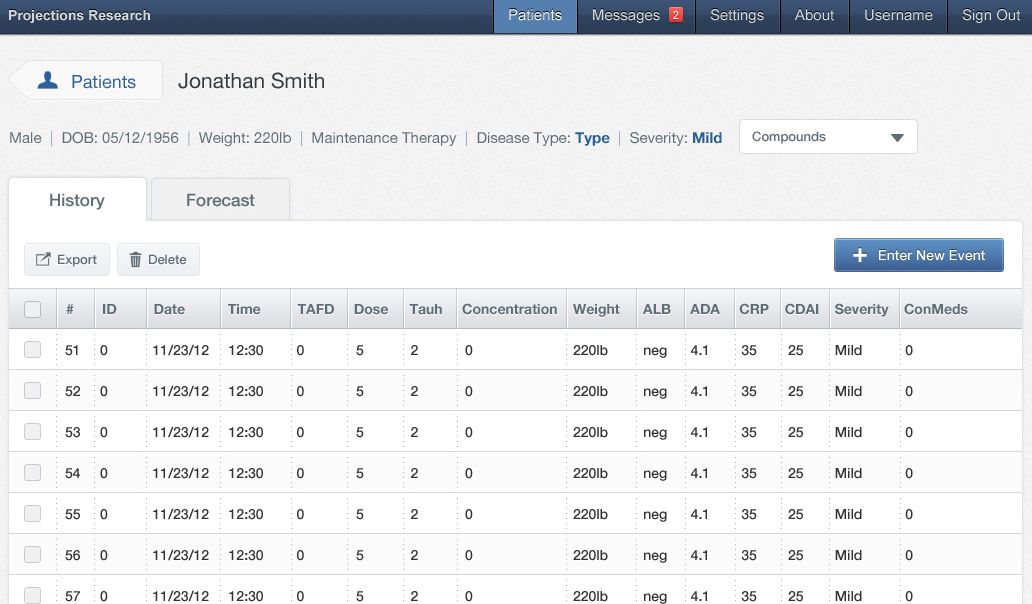 Projections Research Patients Messages 2 Settings About Username Sign Out
Patients Jonathan Smith
Male | DOB: 05/12/1956 | Weight: 220lb | Maintenance Therapy | Disease Type: Type | Severity: Mild Compounds
History Forecast
Export Delete + Enter New Event
# ID Date Time TAFD Dose Tauh Concentration Weight ALB ADA CRP CDAI Severity ConMeds
51 0 11/23/12 12:30 0 5 2 0 220lb neg 4.1 35 25 Mild 0
52 0 11/23/12 12:30 0 5 2 0 220lb neg 4.1 35 25 Mild 0
53 0 11/23/12 12:30 0 5 2 0 220lb neg 4.1 35 25 Mild 0
54 0 11/23/12 12:30 0 5 2 0 220lb neg 4.1 35 25 Mild 0
55 0 11/23/12 12:30 0 5 2 0 220lb neg 4.1 35 25 Mild 0
56 0 11/23/12 12:30 0 5 2 0 220lb neg 4.1 35 25 Mild 0
57 0 11/23/12 12:30 0 5 2 0 220lb neg 4.1 35 25 Mild 0